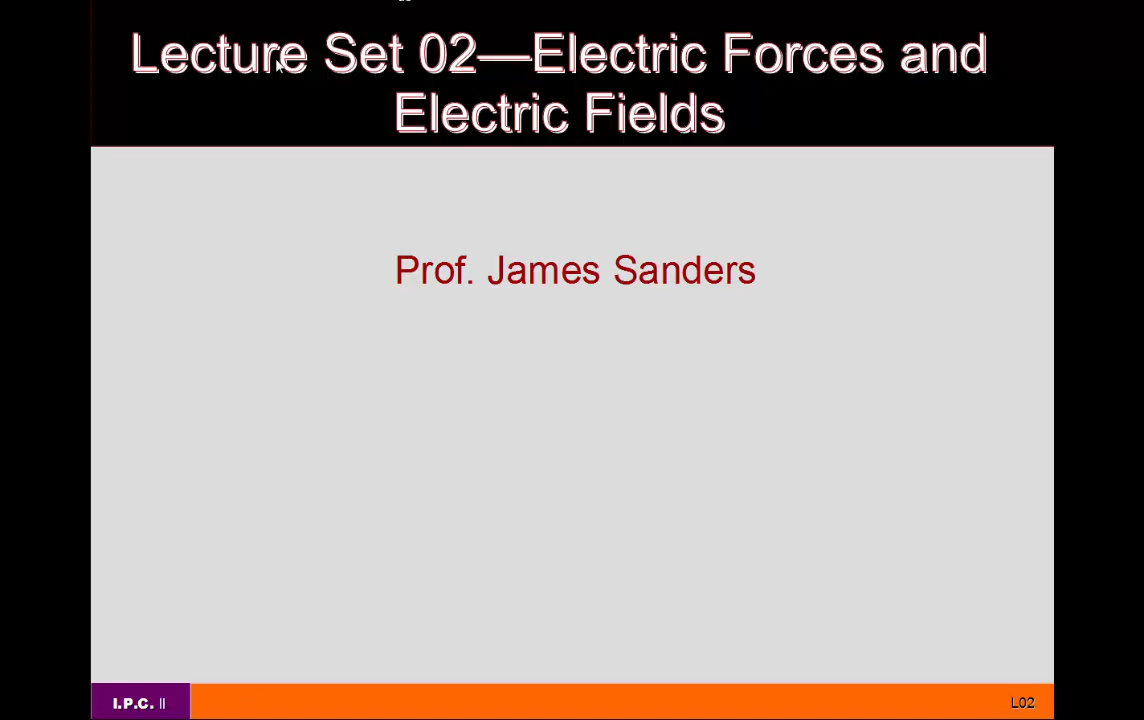 Lecture Set 02—Electric Forces and
Electric Fields
Prof. James Sanders
I.P.C. II
L02